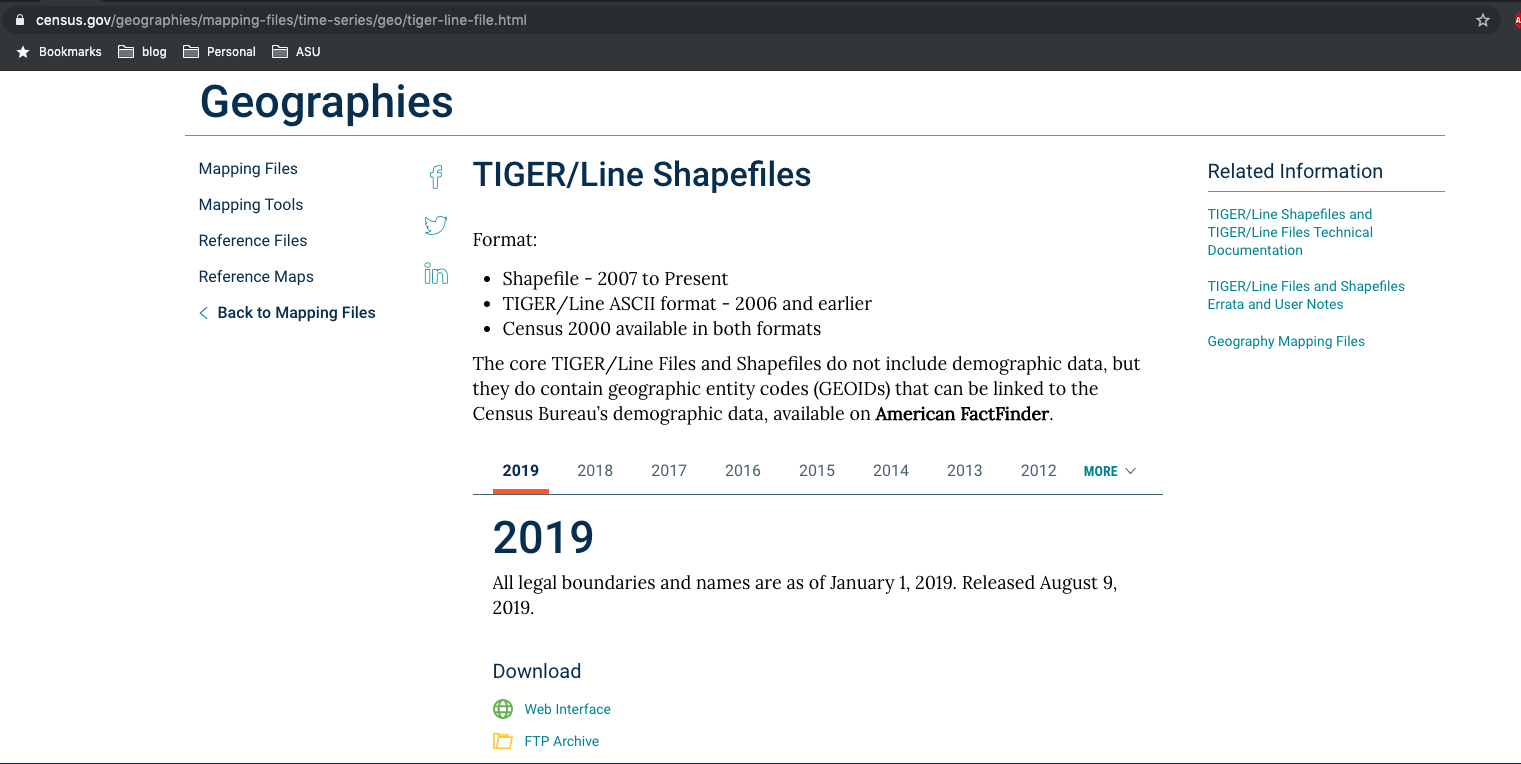 census.gov/geographies/mapping-files/time-series/geo/tiger-line-file.html
Bookmarks blog Personal ASU
Geographies
Mapping Files
Mapping Tools
Reference Files
Reference Maps
Back to Mapping Files
TIGER/Line Shapefiles
Format:
Shapefile - 2007 to Present
TIGER/Line ASCII format - 2006 and earlier
Census 2000 available in both formats
The core TIGER/Line Files and Shapefiles do not include demographic data, but
they do contain geographic entity codes (GEOIDs) that can be linked to the
Census Bureau’s demographic data, available on American FactFinder.
2019 2018 2017 2016 2015 2014 2013 2012 MORE
2019
All legal boundaries and names are as of January 1, 2019. Released August 9,
2019.
Download
Web Interface
FTP Archive
Related Information
TIGER/Line Shapefiles and
TIGER/Line Files Technical
Documentation
TIGER/Line Files and Shapefiles
Errata and User Notes
Geography Mapping Files